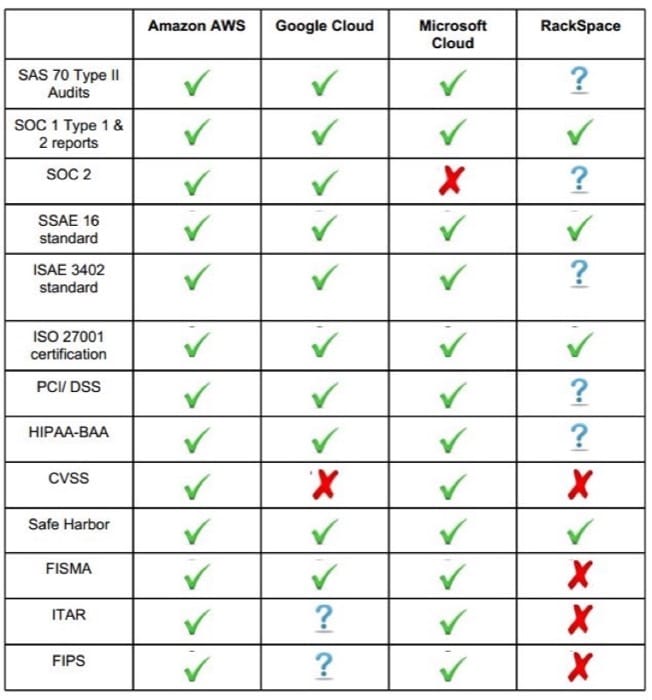 Amazon AWS Google Cloud Microsoft Cloud RackSpace
SAS 70 Type II
Audits ✓ ✓ ✓ ?
SOC 1 Type 1 &
2 reports ✓ ✓ ✓ ✓
SOC 2 ✓ ✓ ✗ ?
SSAE 16
standard ✓ ✓ ✓ ✓
ISAE 3402
standard ✓ ✓ ✓ ?
ISO 27001
certification ✓ ✓ ✓ ✓
PCI/ DSS ✓ ✓ ✓ ?
HIPAA-BAA ✓ ✓ ✓ ?
CVSS ✓ ✗ ✓ ✗
Safe Harbor ✓ ✓ ✓ ✓
FISMA ✓ ✓ ✓ ✗
ITAR ✓ ? ✓ ✗
FIPS ✓ ? ✓ ✗